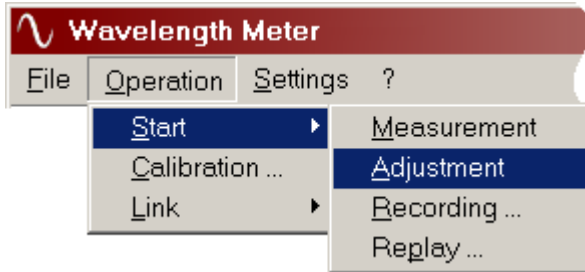 Wavelength Meter
File Operation Settings ?
Start Measurement
Calibration ... Adjustment
Link Recording ...
Replay ...